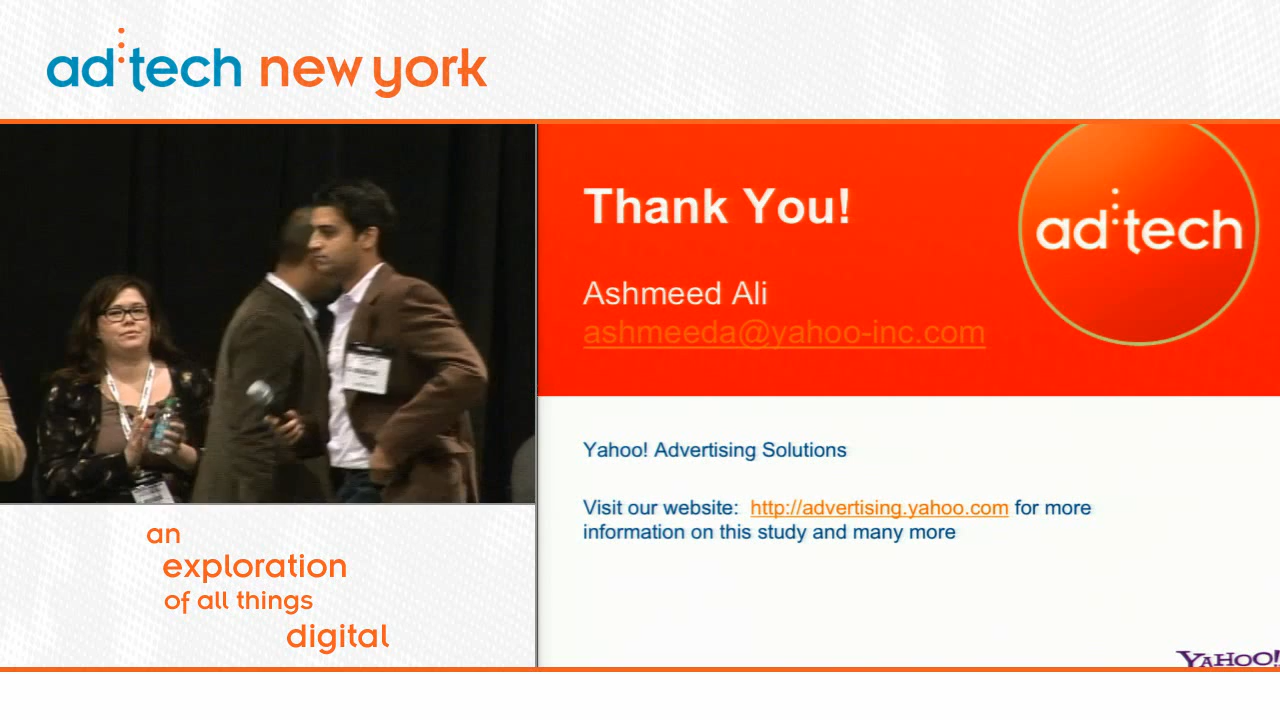 ad:tech new york
Thank You!
ad:tech
Ashmeed Ali
ashmeeda@yahoo-inc.com
Yahoo! Advertising Solutions
Visit our website: http://advertising.yahoo.com for more
information on this study and many more
an
exploration
of all things
digital
YAHOO!